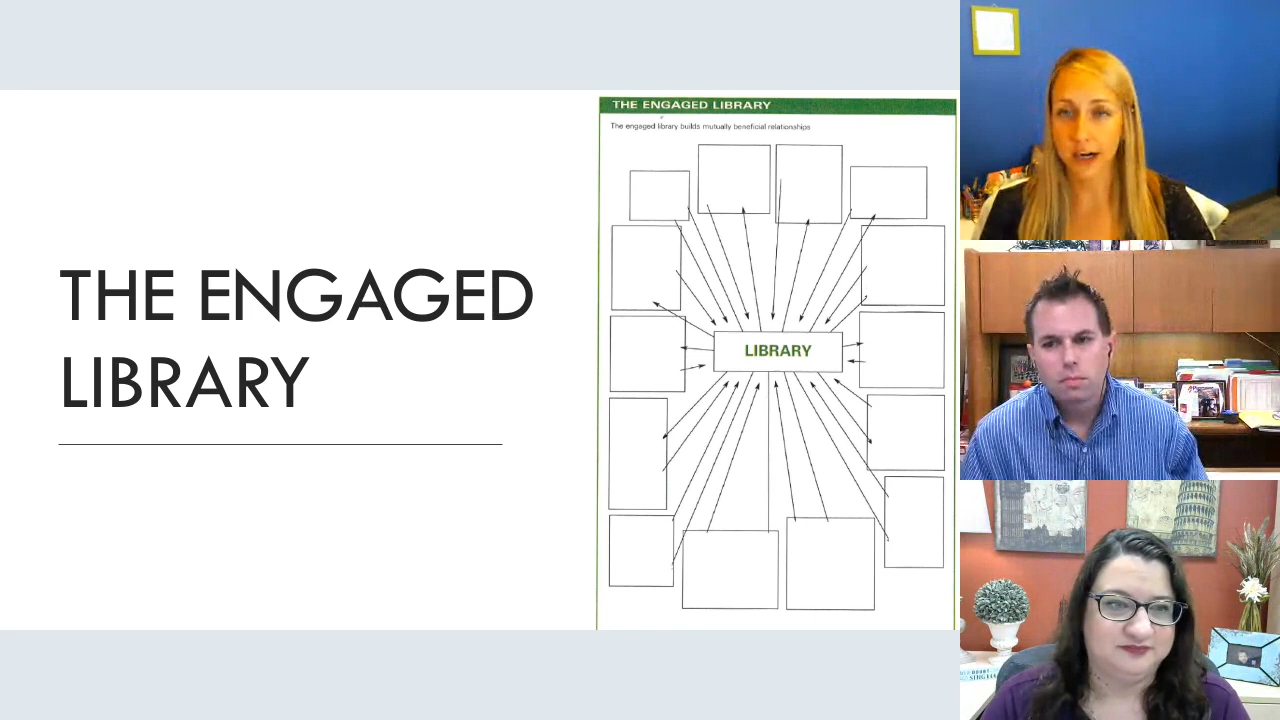 THE ENGAGED
LIBRARY
THE ENGAGED LIBRARY
The engaged library builds mutually beneficial relationships
LIBRARY